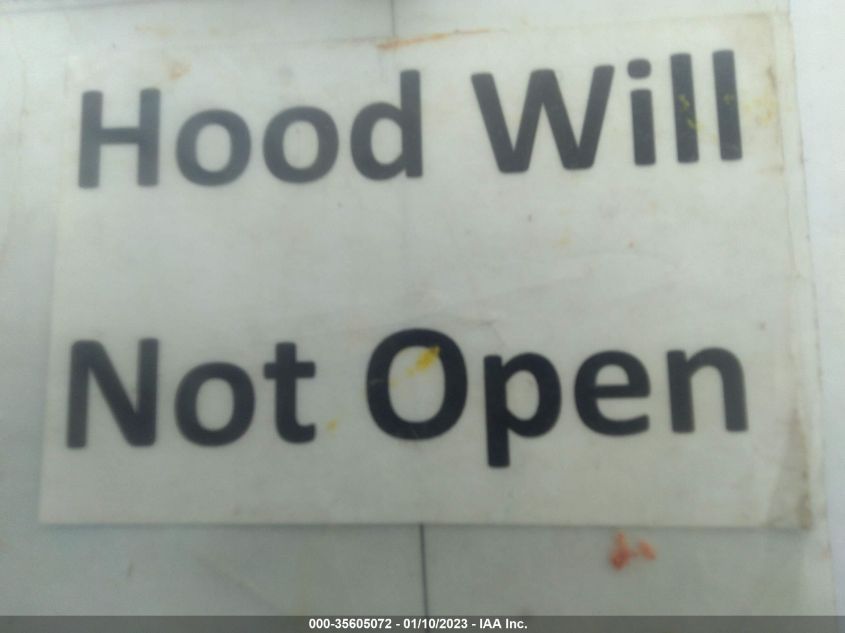 Hood Will
Not Open
000-35605072 - 01/10/2023 - IAA Inc.